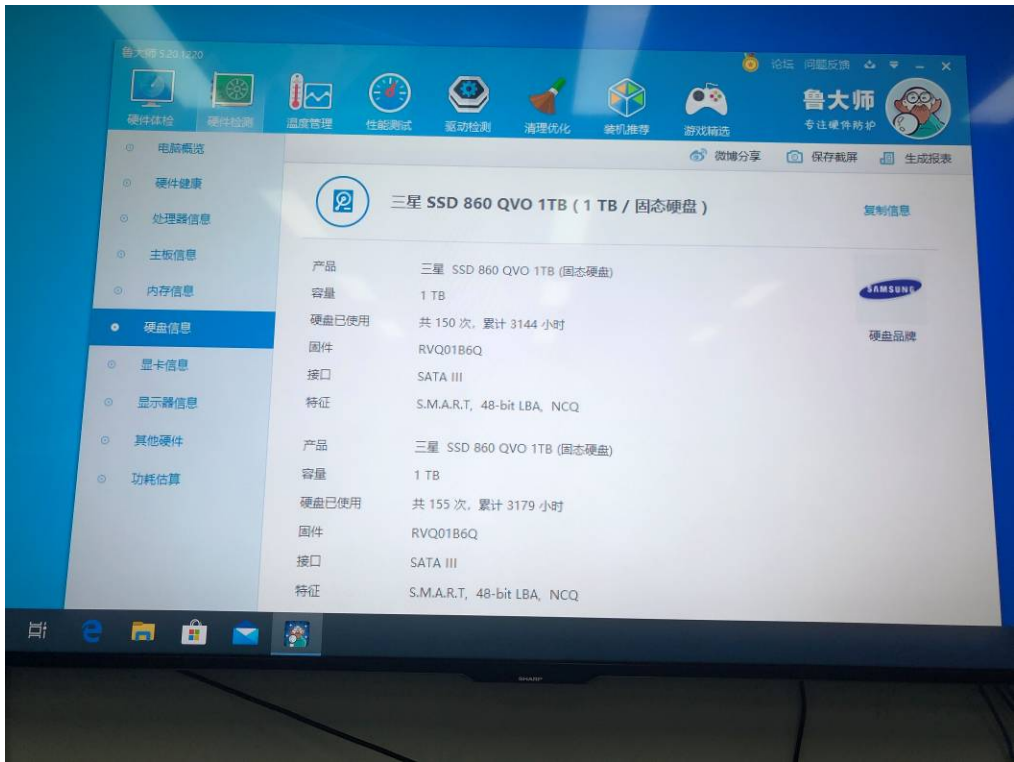 鲁大师 5.20.1220
论坛 问题反馈
硬件体检 硬件检测 温度管理 性能测试 驱动检测 清理优化 装机推荐 游戏精选
鲁大师
专注硬件防护
微博分享 保存截屏 生成报表
电脑概览
硬件健康
处理器信息
主板信息
内存信息
硬盘信息
显卡信息
显示器信息
其他硬件
功耗估算
三星 SSD 860 QVO 1TB ( 1 TB / 固态硬盘 )
复制信息
产品 三星 SSD 860 QVO 1TB (固态硬盘)
容量 1 TB
硬盘已使用 共 150 次，累计 3144 小时
固件 RVQ01B6Q
接口 SATA III
特征 S.M.A.R.T, 48-bit LBA, NCQ
SAMSUNG
硬盘品牌
产品 三星 SSD 860 QVO 1TB (固态硬盘)
容量 1 TB
硬盘已使用 共 155 次，累计 3179 小时
固件 RVQ01B6Q
接口 SATA III
特征 S.M.A.R.T, 48-bit LBA, NCQ
SHARP